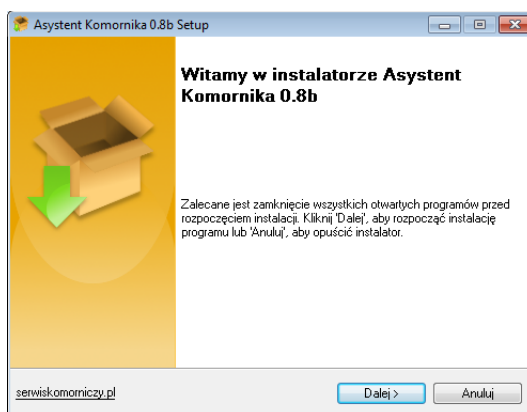 Asystent Komornika 0.8b Setup
Witamy w instalatorze Asystent
Komornika 0.8b
Zalecane jest zamknięcie wszystkich otwartych programów przed
rozpoczęciem instalacji. Kliknij 'Dalej', aby rozpocząć instalację
programu lub 'Anuluj', aby opuścić instalator.
serwiskomorniczy.pl
Dalej >
Anuluj